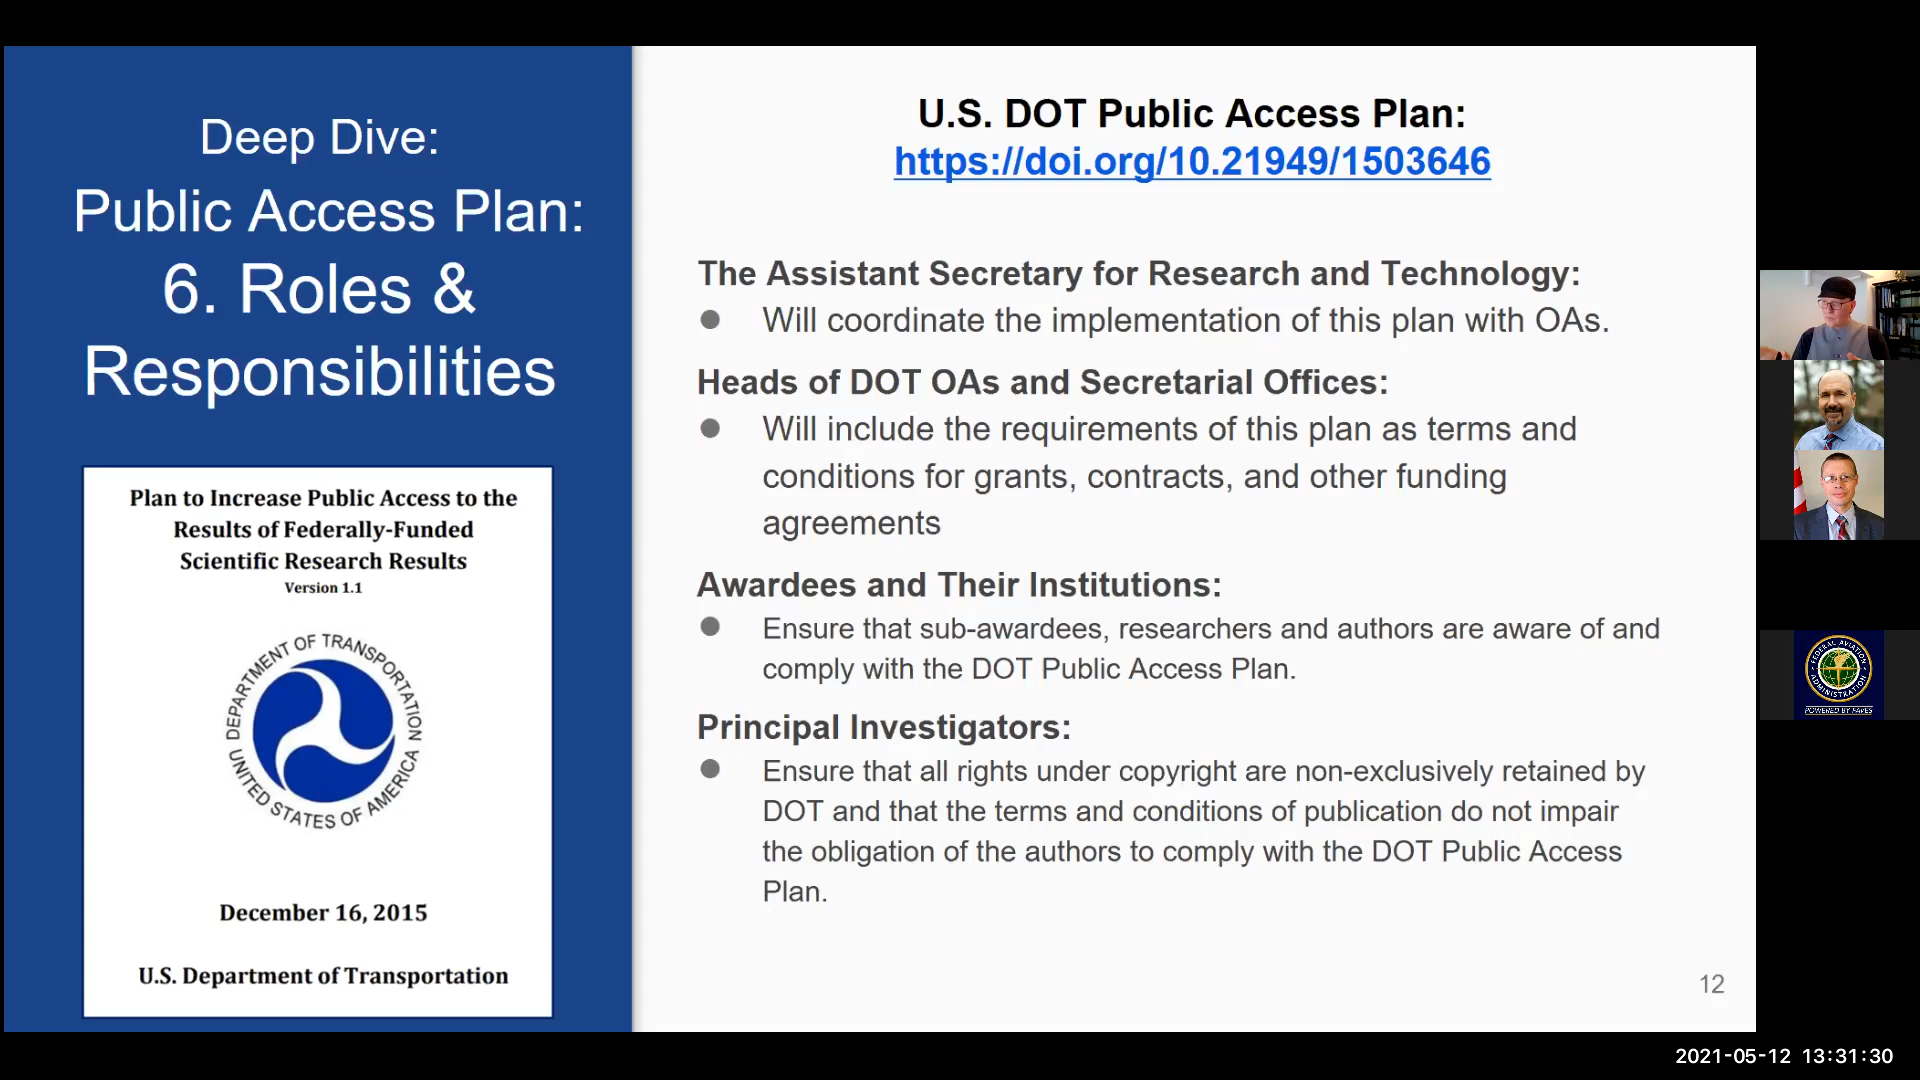 Deep Dive:
Public Access Plan:
6. Roles &
Responsibilities
Plan to Increase Public Access to the
Results of Federally-Funded
Scientific Research Results
Version 1.1
DEPARTMENT OF TRANSPORTATION
UNITED STATES OF AMERICA
December 16, 2015
U.S. Department of Transportation
U.S. DOT Public Access Plan:
https://doi.org/10.21949/1503646
The Assistant Secretary for Research and Technology:
● Will coordinate the implementation of this plan with OAs.
Heads of DOT OAs and Secretarial Offices:
● Will include the requirements of this plan as terms and
conditions for grants, contracts, and other funding
agreements
Awardees and Their Institutions:
● Ensure that sub-awardees, researchers and authors are aware of and
comply with the DOT Public Access Plan.
Principal Investigators:
● Ensure that all rights under copyright are non-exclusively retained by
DOT and that the terms and conditions of publication do not impair
the obligation of the authors to comply with the DOT Public Access
Plan.
12
FEDERAL AVIATION
ADMINISTRATION
POWERED BY PAPES
2021-05-12 13:31:30